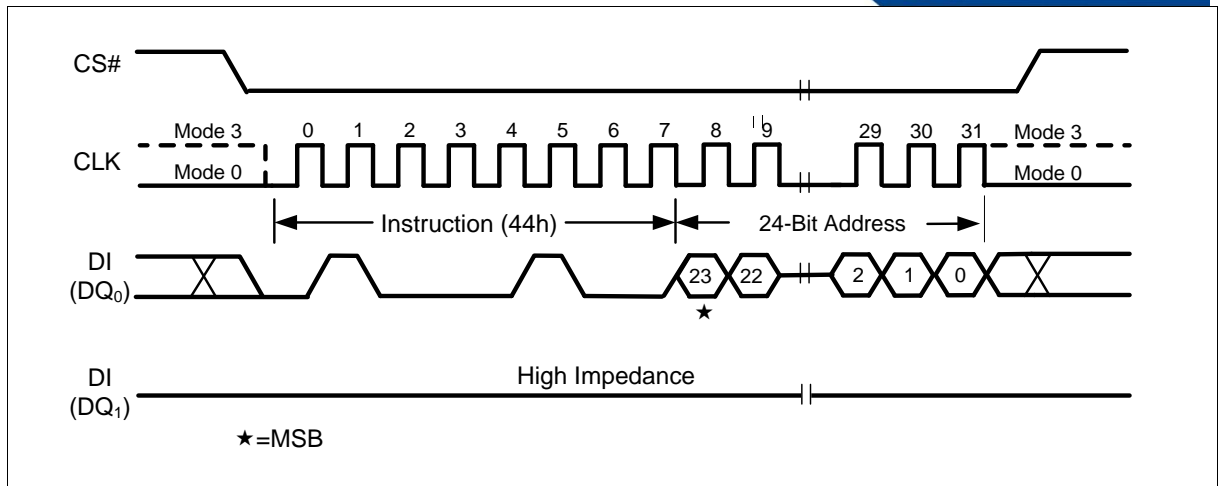 CS#
Mode 3 0 1 2 3 4 5 6 7 8 9 29 30 31 Mode 3
CLK
Mode 0 Mode 0
Instruction (44h) 24-Bit Address
DI
(DQ₀)
23 22 2 1 0
★
High Impedance
DI
(DQ₁)
★=MSB